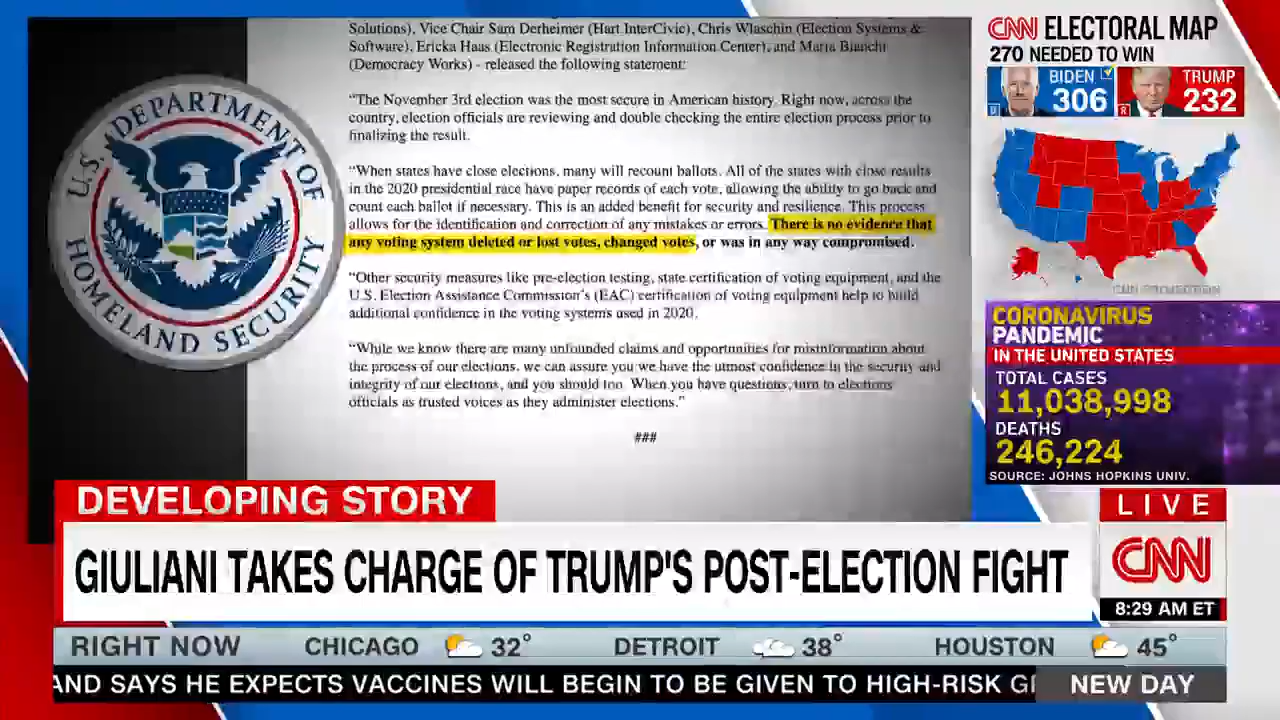 Solutions), Vice Chair Sam Derheimer (Hart InterCivic), Chris Wlaschin (Election Systems &
Software), Ericka Haas (Electronic Registration Information Center), and Maria Bianchi
(Democracy Works) - released the following statement:
“The November 3rd election was the most secure in American history. Right now, across the
country, election officials are reviewing and double checking the entire election process prior to
finalizing the result.
“When states have close elections, many will recount ballots. All of the states with close results
in the 2020 presidential race have paper records of each vote, allowing the ability to go back and
count each ballot if necessary. This is an added benefit for security and resilience. This process
allows for the identification and correction of any mistakes or errors. There is no evidence that
any voting system deleted or lost votes, changed votes, or was in any way compromised.
“Other security measures like pre-election testing, state certification of voting equipment, and the
U.S. Election Assistance Commission's (EAC) certification of voting equipment help to build
additional confidence in the voting systems used in 2020.
“While we know there are many unfounded claims and opportunities for misinformation about
the process of our elections, we can assure you we have the utmost confidence in the security and
integrity of our elections, and you should too. When you have questions, turn to elections
officials as trusted voices as they administer elections.”
###
U.S. DEPARTMENT OF
HOMELAND SECURITY
CNN ELECTORAL MAP
270 NEEDED TO WIN
D BIDEN 306
R TRUMP 232
CNN PROJECTION
CORONAVIRUS
PANDEMIC
IN THE UNITED STATES
TOTAL CASES
11,038,998
DEATHS
246,224
SOURCE: JOHNS HOPKINS UNIV.
DEVELOPING STORY
GIULIANI TAKES CHARGE OF TRUMP'S POST-ELECTION FIGHT
LIVE
CNN
8:29 AM ET
RIGHT NOW CHICAGO 32° DETROIT 38° HOUSTON 45°
AND SAYS HE EXPECTS VACCINES WILL BEGIN TO BE GIVEN TO HIGH-RISK
NEW DAY